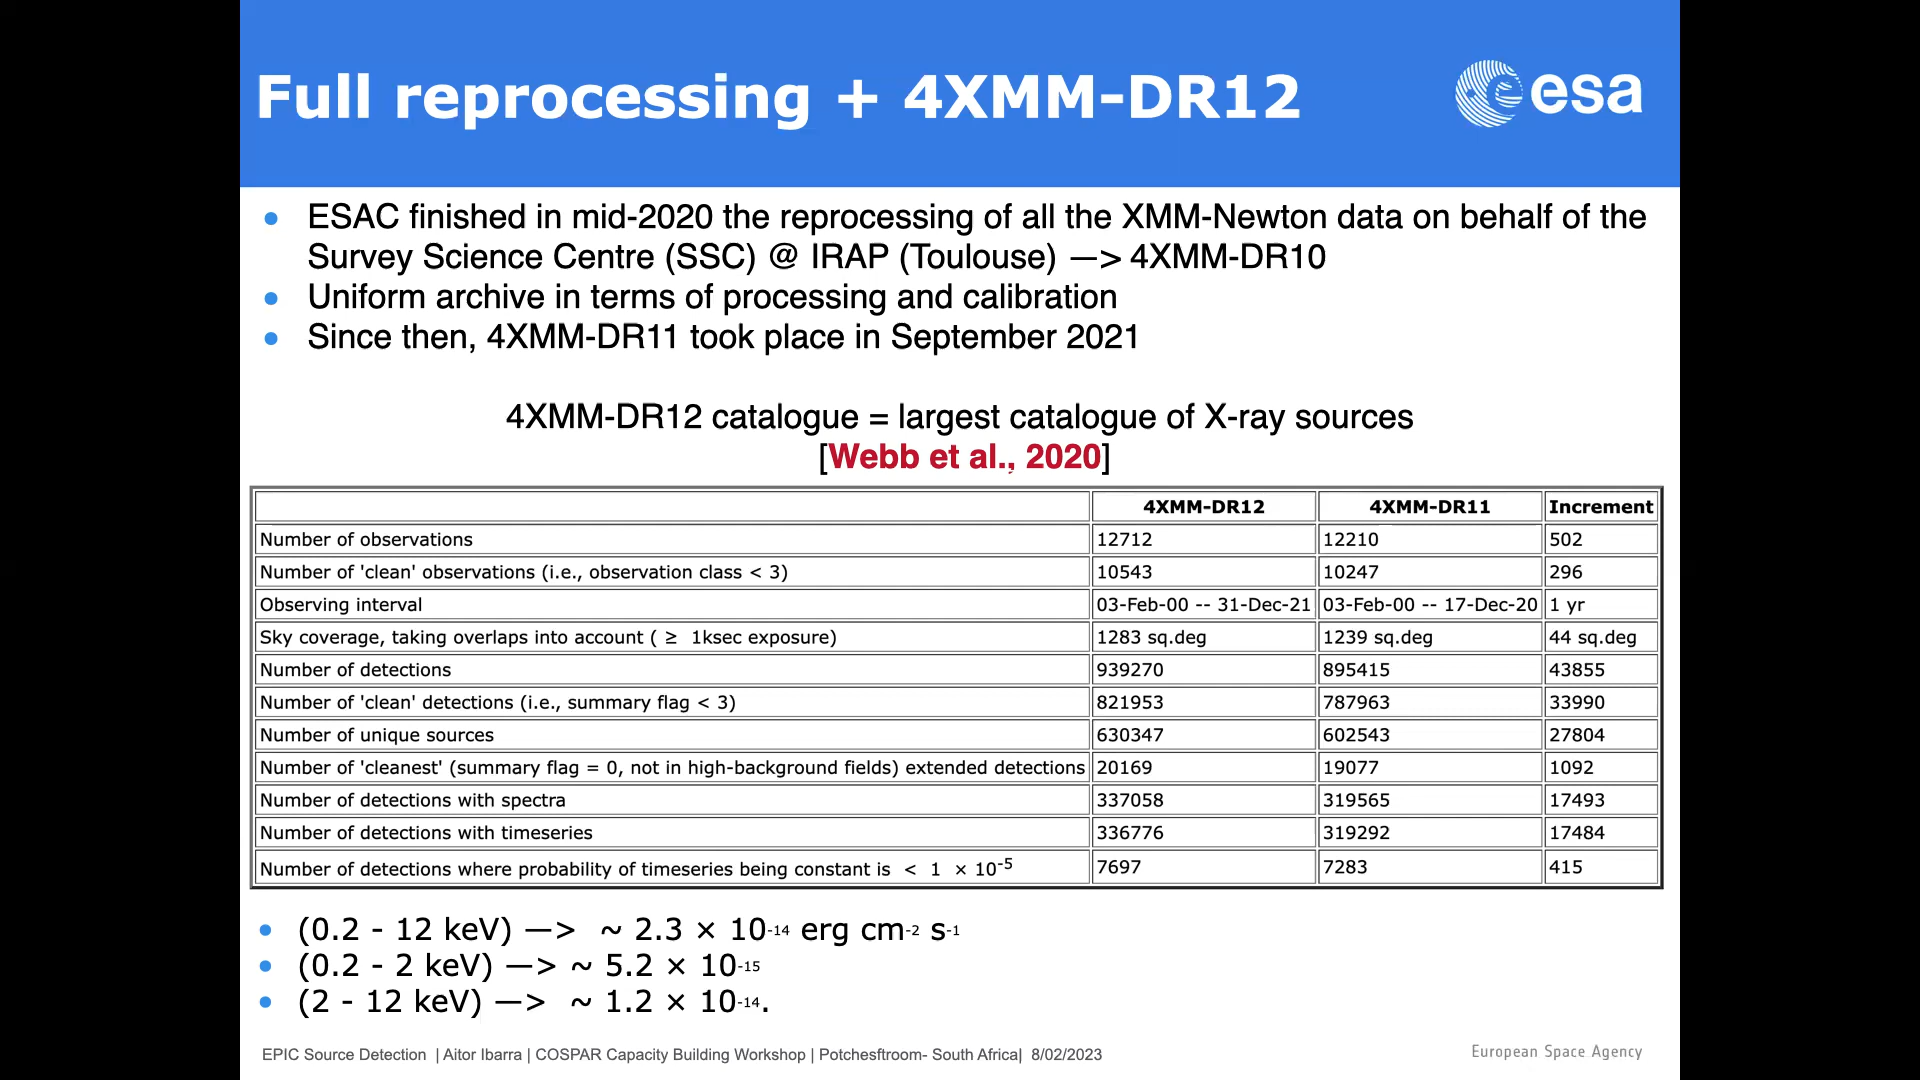 Full reprocessing + 4XMM-DR12
esa
• ESAC finished in mid-2020 the reprocessing of all the XMM-Newton data on behalf of the
Survey Science Centre (SSC) @ IRAP (Toulouse) —> 4XMM-DR10
• Uniform archive in terms of processing and calibration
• Since then, 4XMM-DR11 took place in September 2021
4XMM-DR12 catalogue = largest catalogue of X-ray sources
[Webb et al., 2020]
4XMM-DR12 4XMM-DR11 Increment
Number of observations 12712 12210 502
Number of 'clean' observations (i.e., observation class < 3) 10543 10247 296
Observing interval 03-Feb-00 -- 31-Dec-21 03-Feb-00 -- 17-Dec-20 1 yr
Sky coverage, taking overlaps into account ( ≥ 1ksec exposure) 1283 sq.deg 1239 sq.deg 44 sq.deg
Number of detections 939270 895415 43855
Number of 'clean' detections (i.e., summary flag < 3) 821953 787963 33990
Number of unique sources 630347 602543 27804
Number of 'cleanest' (summary flag = 0, not in high-background fields) extended detections 20169 19077 1092
Number of detections with spectra 337058 319565 17493
Number of detections with timeseries 336776 319292 17484
Number of detections where probability of timeseries being constant is < 1 × 10⁻⁵ 7697 7283 415
• (0.2 - 12 keV) —> ~ 2.3 × 10⁻¹⁴ erg cm⁻² s⁻¹
• (0.2 - 2 keV) —> ~ 5.2 × 10⁻¹⁵
• (2 - 12 keV) —> ~ 1.2 × 10⁻¹⁴.
EPIC Source Detection | Aitor Ibarra | COSPAR Capacity Building Workshop | Potchesftroom- South Africa| 8/02/2023
European Space Agency